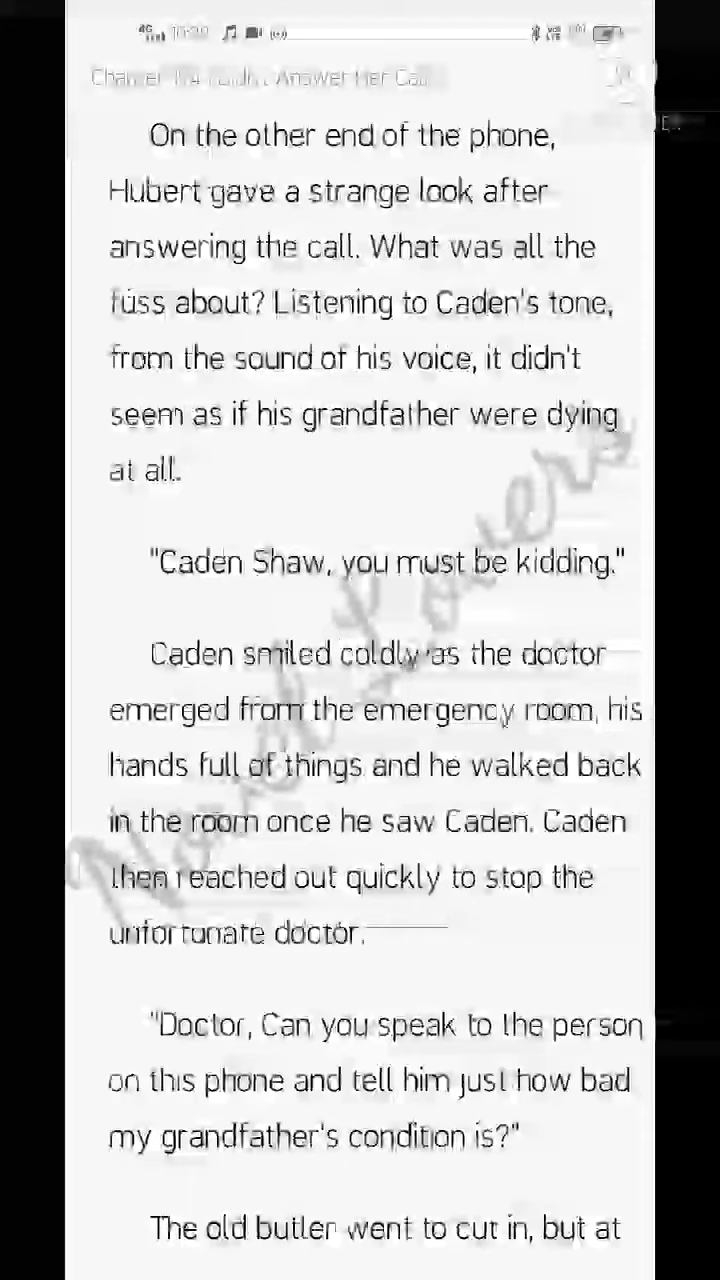 Answer Her
On the other end of the phone,
Hubert gave a strange look after
answering the call. What was all the
fuss about? Listening to Caden's tone,
from the sound of his voice, it didn't
seem as if his grandfather were dying
at all.
"Caden Shaw, you must be kidding."
Caden smiled coldly as the doctor
emerged from the emergency room, his
hands full of things and he walked back
in the room once he saw Caden. Caden
then reached out quickly to stop the
unfortunate doctor.
"Doctor, Can you speak to the person
on this phone and tell him just how bad
my grandfather's condition is?"
The old butler went to cut in, but at
Novel Lovers